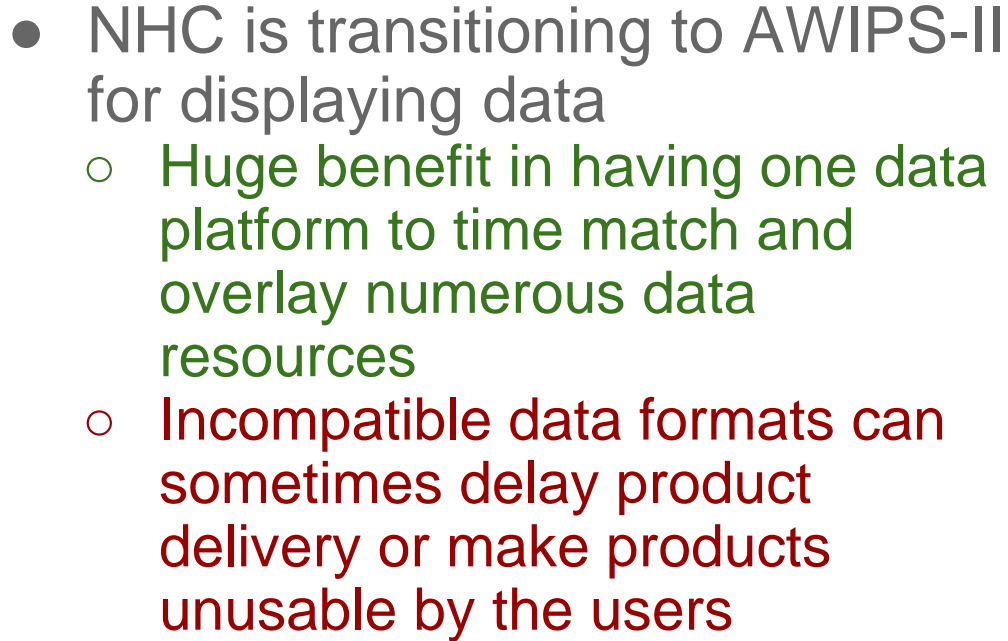 ● NHC is transitioning to AWIPS-II
for displaying data
○ Huge benefit in having one data
platform to time match and
overlay numerous data
resources
○ Incompatible data formats can
sometimes delay product
delivery or make products
unusable by the users